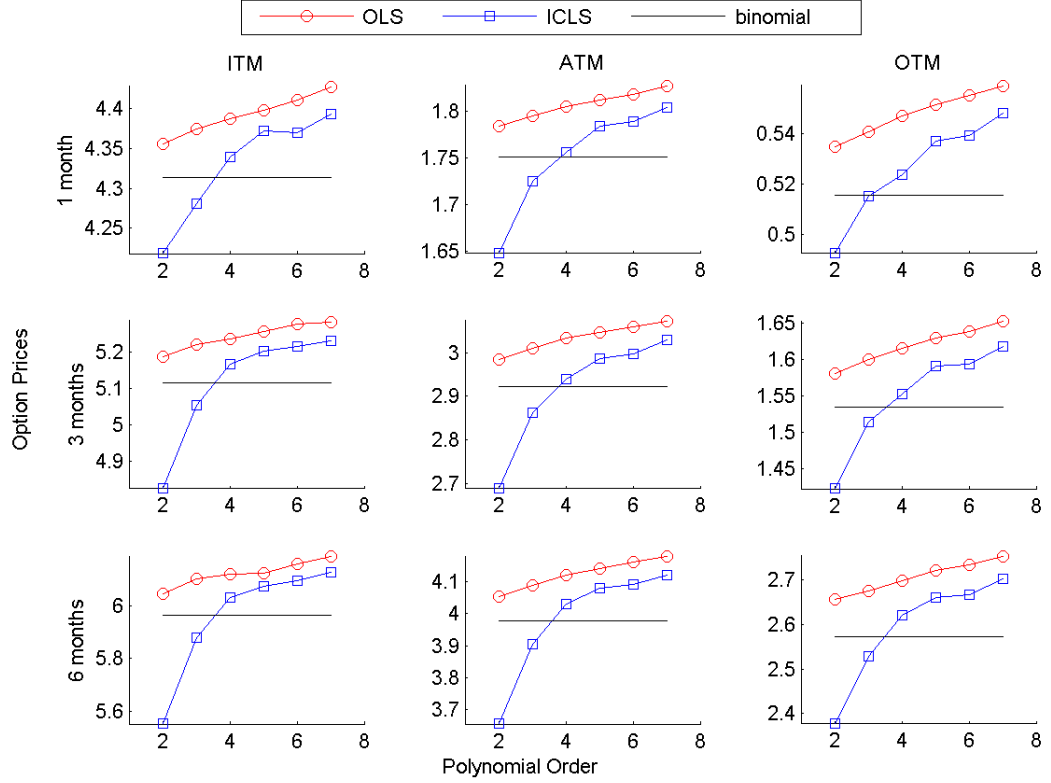 OLS ICLS binomial
ITM ATM OTM
1 month
4.4
4.35
4.3
4.25
2 4 6 8
1.8
1.75
1.7
1.65
2 4 6 8
0.54
0.52
0.5
2 4 6 8
Option Prices
3 months
5.2
5.1
5
4.9
2 4 6 8
3
2.9
2.8
2.7
2 4 6 8
1.65
1.6
1.55
1.5
1.45
2 4 6 8
6 months
6
5.8
5.6
2 4 6 8
4.1
4
3.9
3.8
3.7
2 4 6 8
2.7
2.6
2.5
2.4
2 4 6 8
Polynomial Order